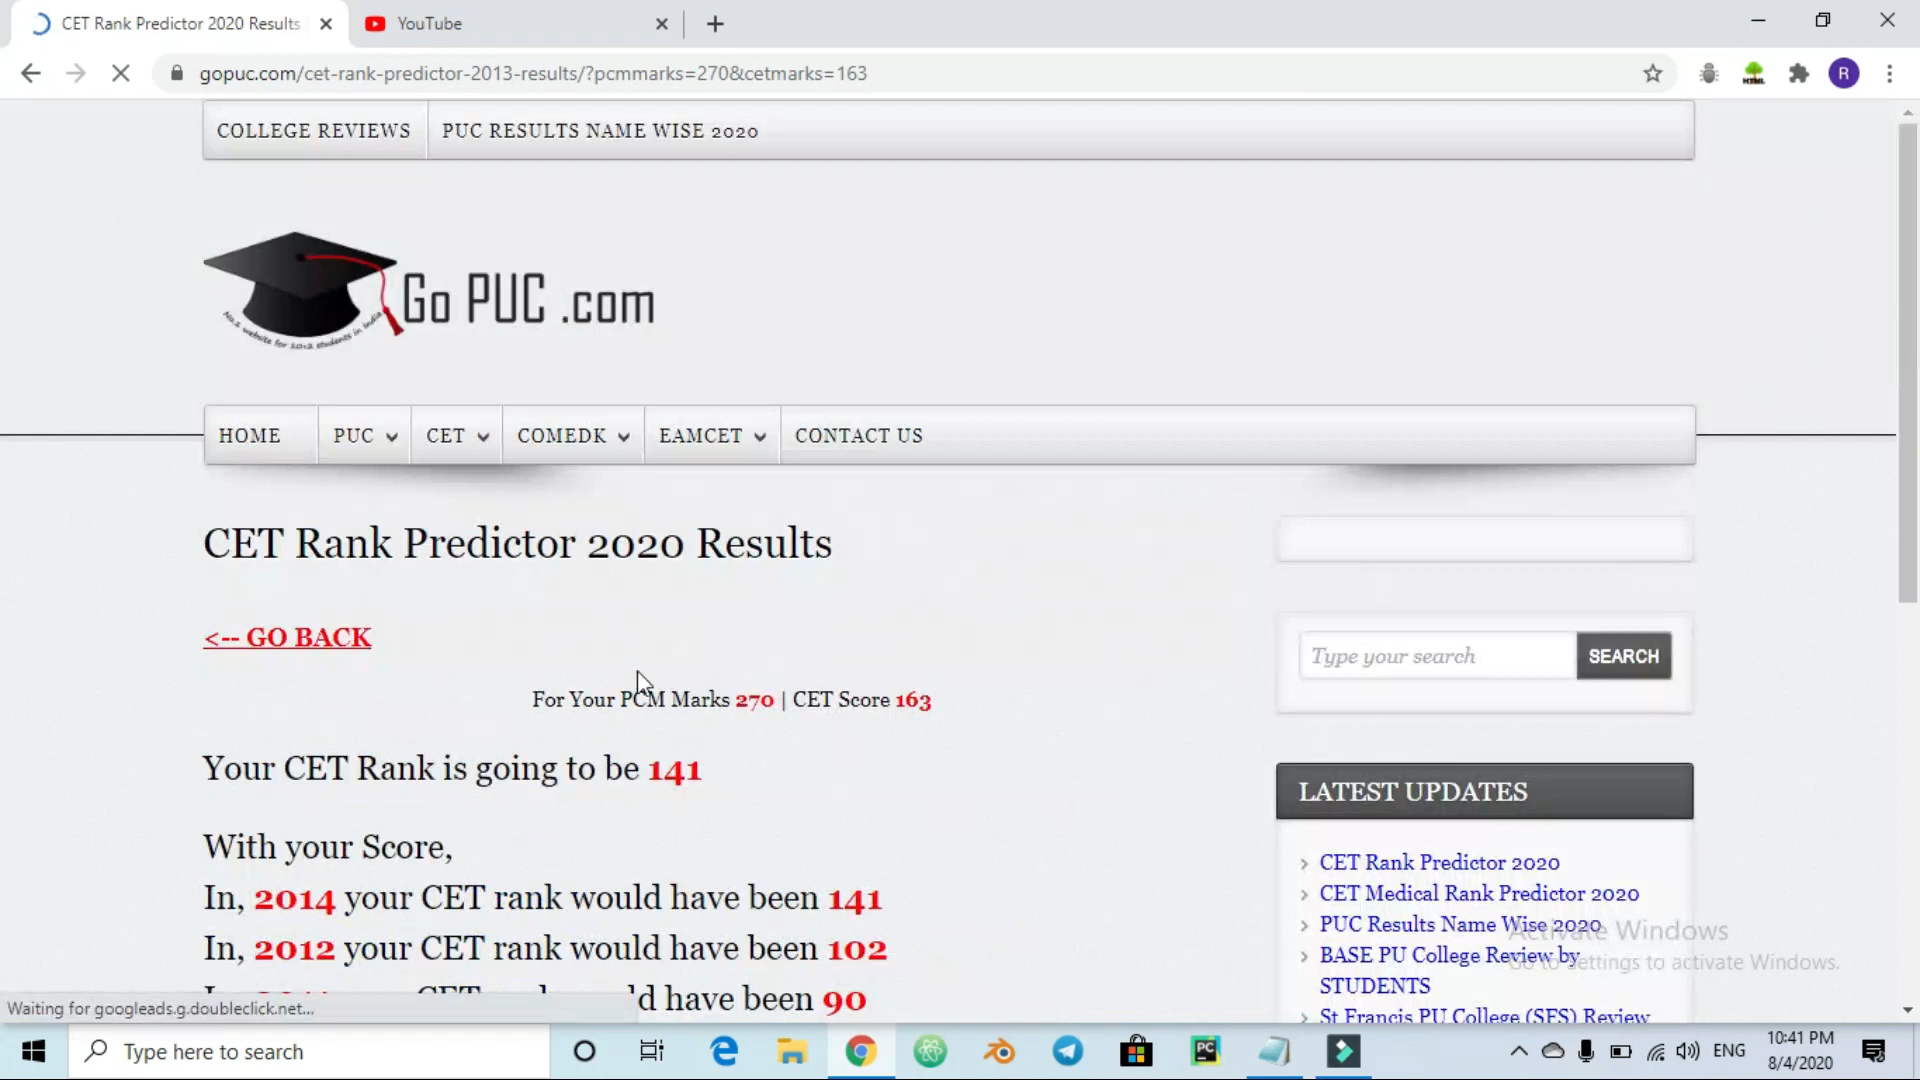 CET Rank Predictor 2020 Results
YouTube
gopuc.com/cet-rank-predictor-2013-results/?pcmmarks=270&cetmarks=163
R
COLLEGE REVIEWS
PUC RESULTS NAME WISE 2020
Go PUC .com
No.1 website for 10+2 students in India
HOME
PUC
CET
COMEDK
EAMCET
CONTACT US
CET Rank Predictor 2020 Results
<-- GO BACK
Type your search
SEARCH
For Your PCM Marks 270 | CET Score 163
Your CET Rank is going to be 141
LATEST UPDATES
With your Score,
In, 2014 your CET rank would have been 141
In, 2012 your CET rank would have been 102
d have been 90
CET Rank Predictor 2020
CET Medical Rank Predictor 2020
PUC Results Name Wise 2020
BASE PU College Review by
STUDENTS
St Francis PU College (SFS) Review
Activate Windows
Go to Settings to activate Windows.
Waiting for googleads.g.doubleclick.net...
Type here to search
PC
ENG
10:41 PM
8/4/2020